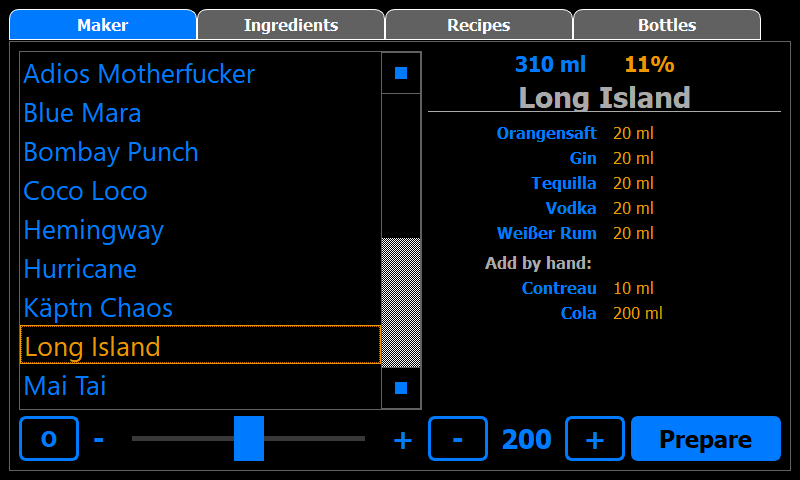 Maker Ingredients Recipes Bottles
Adios Motherfucker
Blue Mara
Bombay Punch
Coco Loco
Hemingway
Hurricane
Käptn Chaos
Long Island
Mai Tai
310 ml 11%
Long Island
Orangensaft 20 ml
Gin 20 ml
Tequilla 20 ml
Vodka 20 ml
Weißer Rum 20 ml
Add by hand:
Contreau 10 ml
Cola 200 ml
o - + - 200 + Prepare